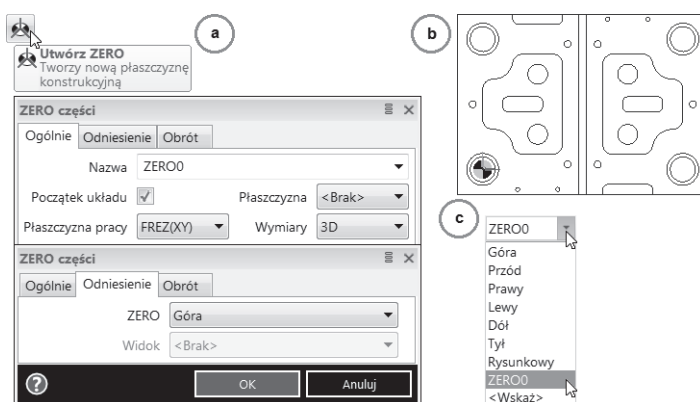 a
Utwórz ZERO
Tworzy nową płaszczyznę
konstrukcyjną
ZERO części
Ogólnie Odniesienie Obrót
Nazwa ZERO0
Początek układu Płaszczyzna <Brak>
Płaszczyzna pracy FREZ(XY) Wymiary 3D
ZERO części
Ogólnie Odniesienie Obrót
ZERO Góra
Widok <Brak>
? OK Anuluj
b
c
ZERO0
Góra
Przód
Prawy
Lewy
Dół
Tył
Rysunkowy
ZERO0
<Wskaż>